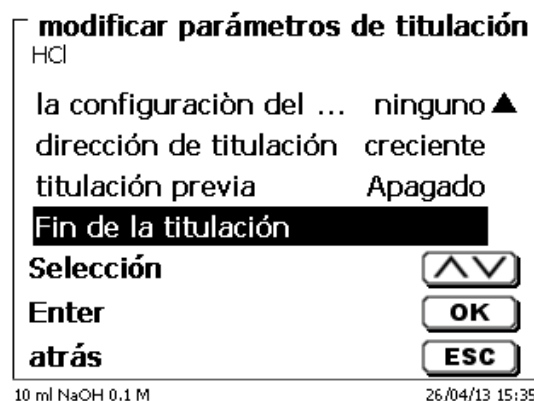 modificar parámetros de titulación
HCl
la configuraciòn del ... ninguno
dirección de titulación creciente
titulación previa Apagado
Fin de la titulación
Selección
Enter OK
atrás ESC
10 ml NaOH 0.1 M 26/04/13 15:35